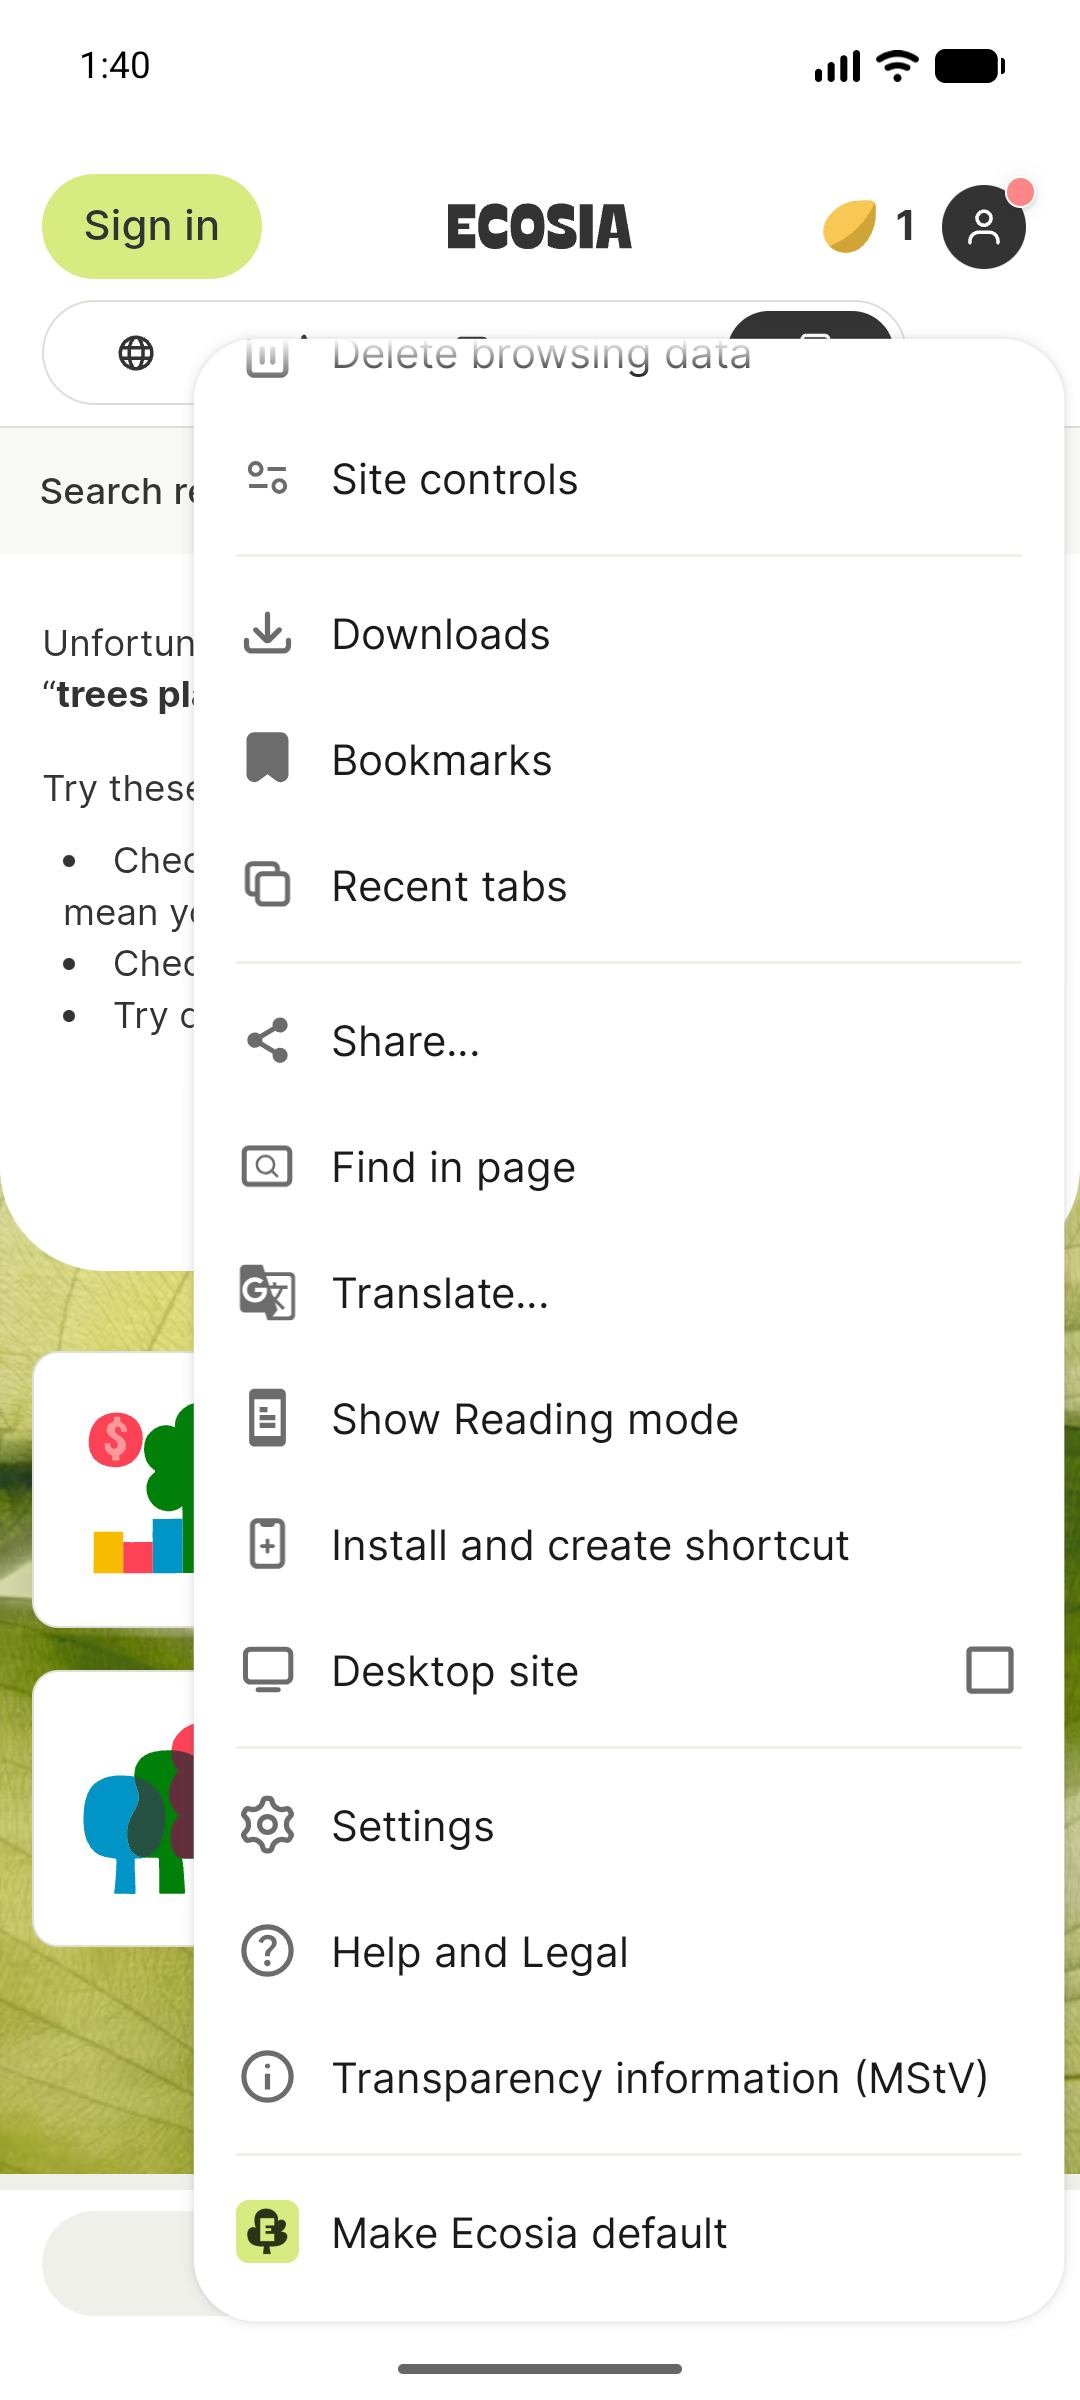 1:40
Sign in
ECOSIA
1
Delete browsing data
Site controls
Search re
Downloads
Unfortun
“trees pla
Bookmarks
Try these
Chec
Recent tabs
mean yo
Chec
Try d
Share...
Find in page
Translate...
Show Reading mode
Install and create shortcut
Desktop site
Settings
Help and Legal
Transparency information (MStV)
Make Ecosia default